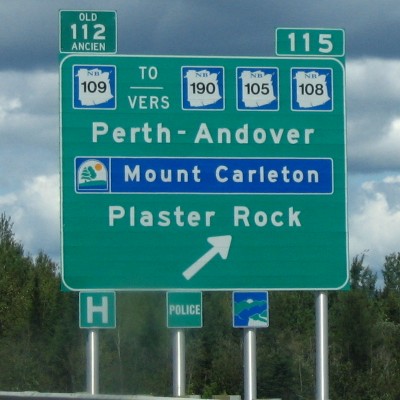 OLD
112
ANCIEN
115
NB
109
TO
VERS
NB
190
NB
105
NB
108
Perth-Andover
Mount Carleton
Plaster Rock
H
POLICE